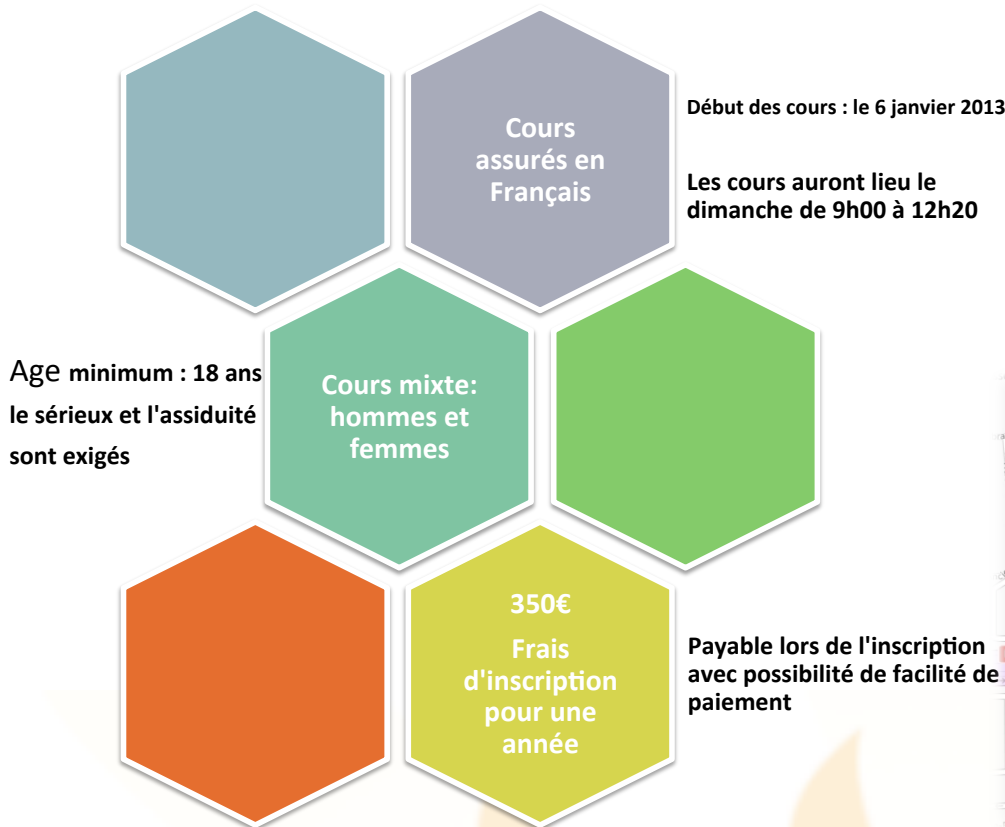 Cours
assurés en
Français
Début des cours : le 6 janvier 2013
Les cours auront lieu le
dimanche de 9h00 à 12h20
Age minimum : 18 ans
le sérieux et l'assiduité
sont exigés
Cours mixte:
hommes et
femmes
350€
Frais
d'inscription
pour une
année
Payable lors de l'inscription
avec possibilité de facilité de
paiement